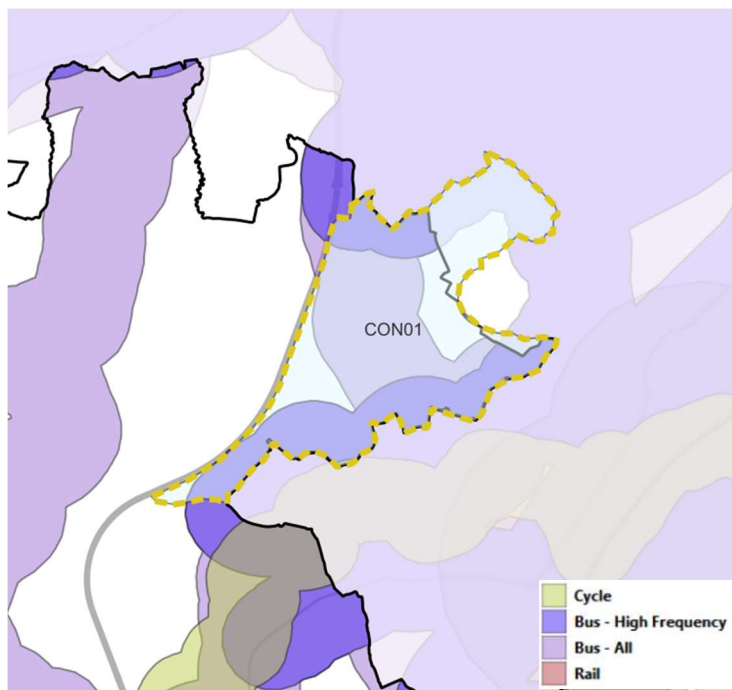 CON01
Cycle
Bus - High Frequency
Bus - All
Rail